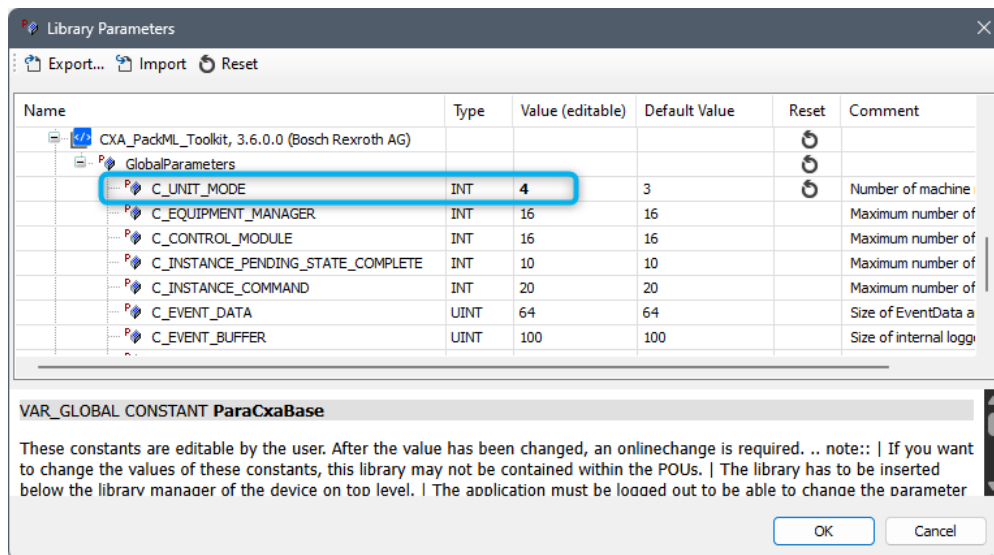 Library Parameters
Export... Import Reset
Name Type Value (editable) Default Value Reset Comment
CXA_PackML_Toolkit, 3.6.0.0 (Bosch Rexroth AG)
GlobalParameters
C_UNIT_MODE INT 4 3 Number of machine
C_EQUIPMENT_MANAGER INT 16 16 Maximum number of
C_CONTROL_MODULE INT 16 16 Maximum number of
C_INSTANCE_PENDING_STATE_COMPLETE INT 10 10 Maximum number of
C_INSTANCE_COMMAND INT 20 20 Maximum number of
C_EVENT_DATA UINT 64 64 Size of EventData a
C_EVENT_BUFFER UINT 100 100 Size of internal logg
VAR_GLOBAL CONSTANT ParaCxaBase
These constants are editable by the user. After the value has been changed, an onlinechange is required. .. note:: | If you want
to change the values of these constants, this library may not be contained within the POUs. | The library has to be inserted
below the library manager of the device on top level. | The application must be logged out to be able to change the parameter
OK Cancel